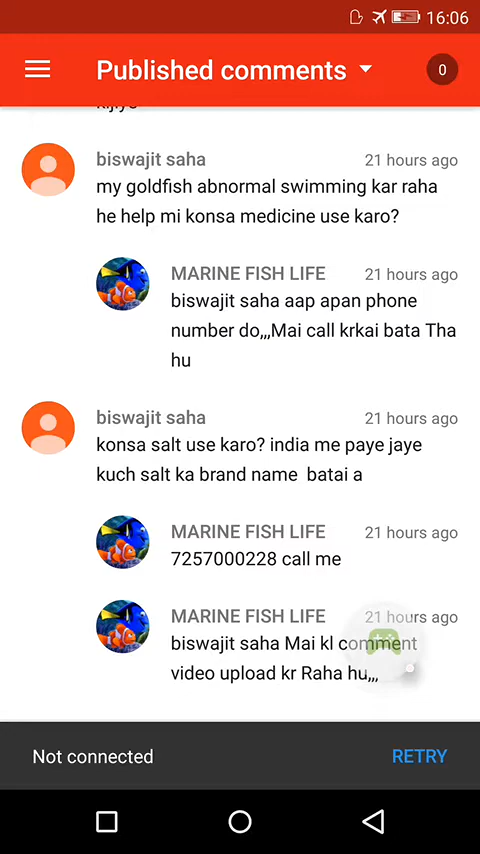 16:06
Published comments
0
biswajit saha 21 hours ago
my goldfish abnormal swimming kar raha
he help mi konsa medicine use karo?
MARINE FISH LIFE 21 hours ago
biswajit saha aap apan phone
number do,,,Mai call krkai bata Tha
hu
biswajit saha 21 hours ago
konsa salt use karo? india me paye jaye
kuch salt ka brand name batai a
MARINE FISH LIFE 21 hours ago
7257000228 call me
MARINE FISH LIFE 21 hours ago
biswajit saha Mai kl comment
video upload kr Raha hu,,,
Not connected RETRY